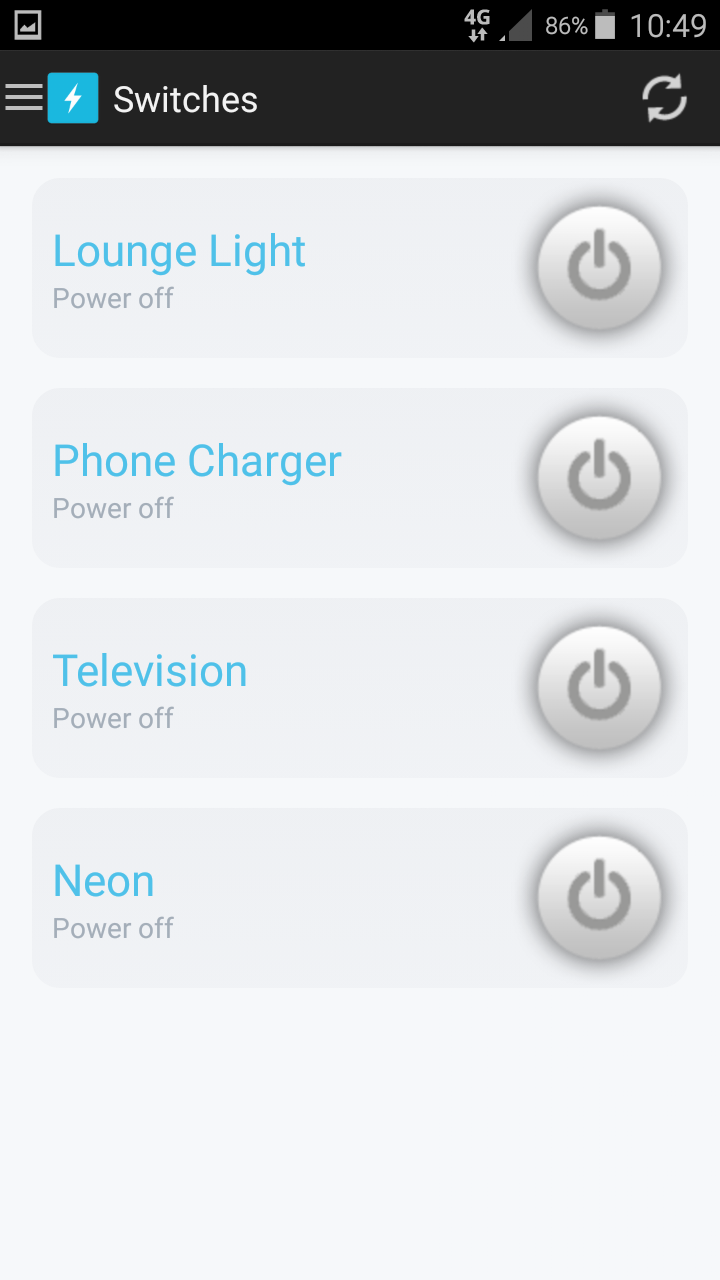 4G 86% 10:49
Switches
Lounge Light
Power off
Phone Charger
Power off
Television
Power off
Neon
Power off